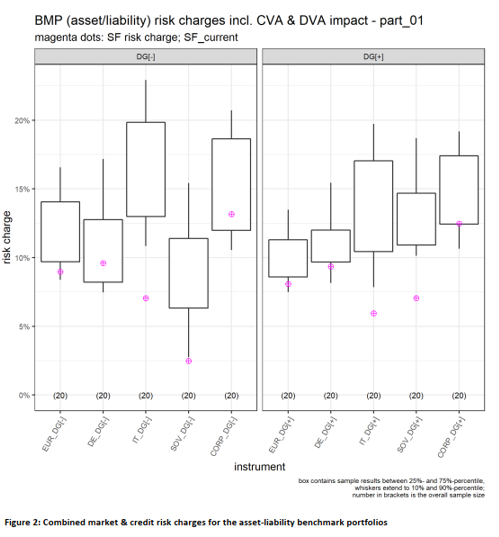 BMP (asset/liability) risk charges incl. CVA & DVA impact - part_01
magenta dots: SF risk charge; SF_current
DG[-]
DG[+]
20%
15%
10%
5%
0%
risk charge
(20)
(20)
(20)
(20)
(20)
(20)
(20)
(20)
(20)
(20)
EUR_DG[-]
DE_DG[-]
IT_DG[-]
SOV_DG[-]
CORP_DG[-]
EUR_DG[+]
DE_DG[+]
IT_DG[+]
SOV_DG[+]
CORP_DG[+]
instrument
box contains sample results between 25%- and 75%-percentile,
whiskers extend to 10% and 90%-percentile;
number in brackets is the overall sample size
Figure 2: Combined market & credit risk charges for the asset-liability benchmark portfolios